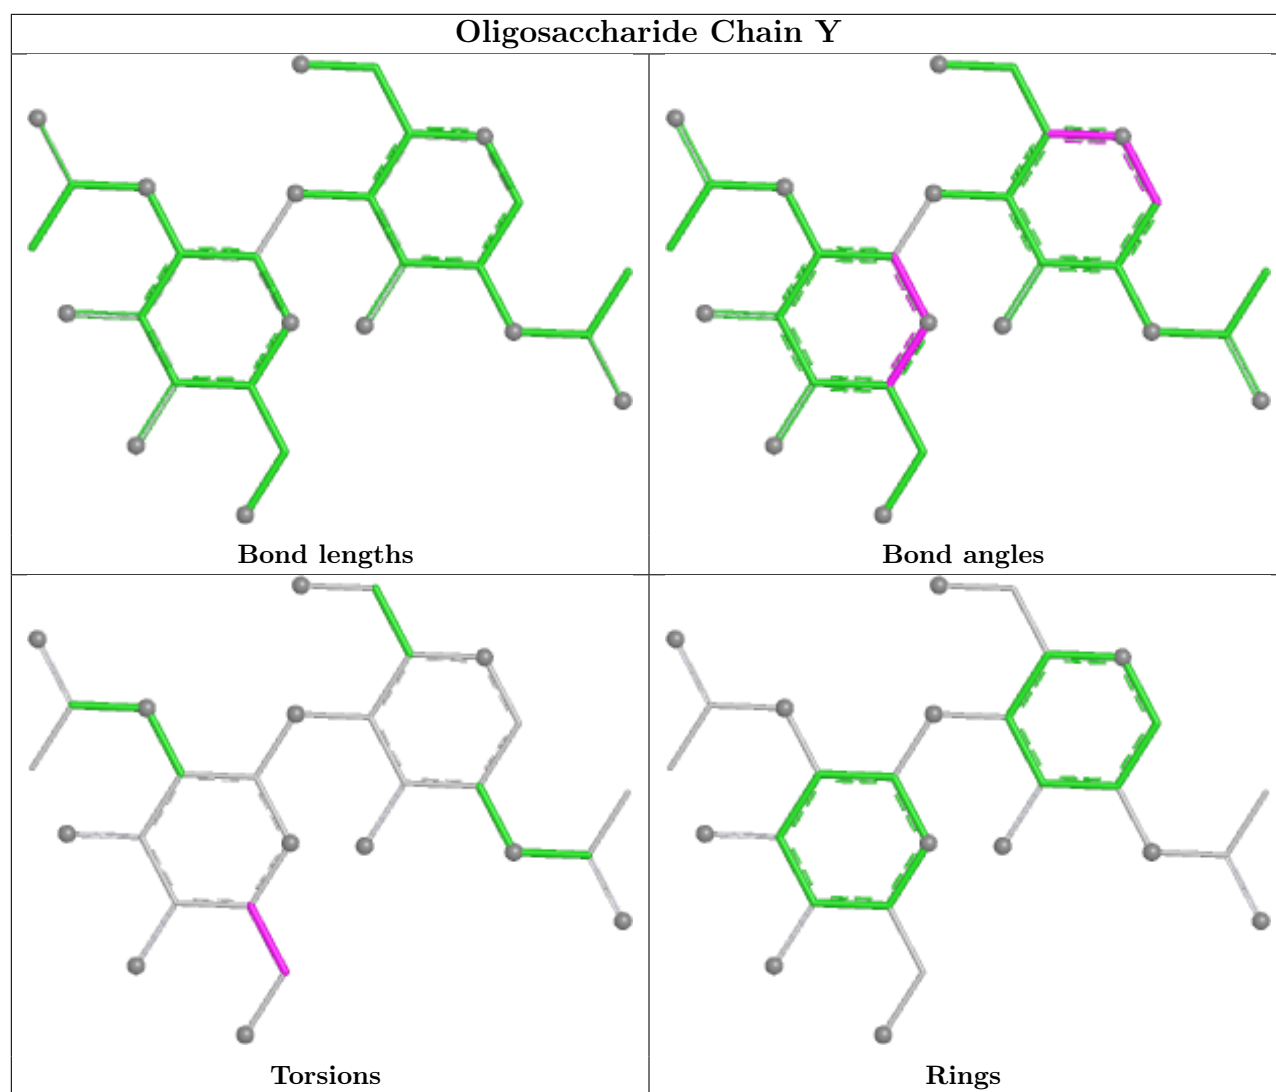 Oligosaccharide Chain Y
Bond lengths
Bond angles
Torsions
Rings